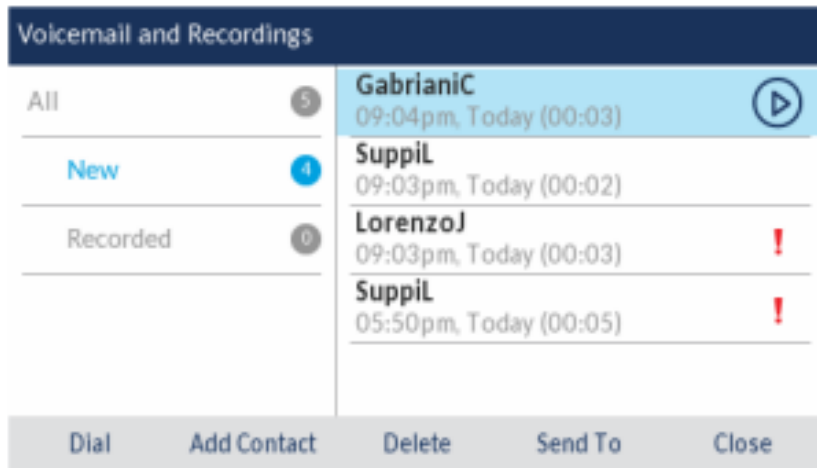 Voicemail and Recordings
All 5
New 4
Recorded 0
GabrianiC
09:04pm, Today (00:03)
SuppiL
09:03pm, Today (00:02)
LorenzoJ
09:03pm, Today (00:03)
!
SuppiL
05:50pm, Today (00:05)
!
Dial Add Contact Delete Send To Close